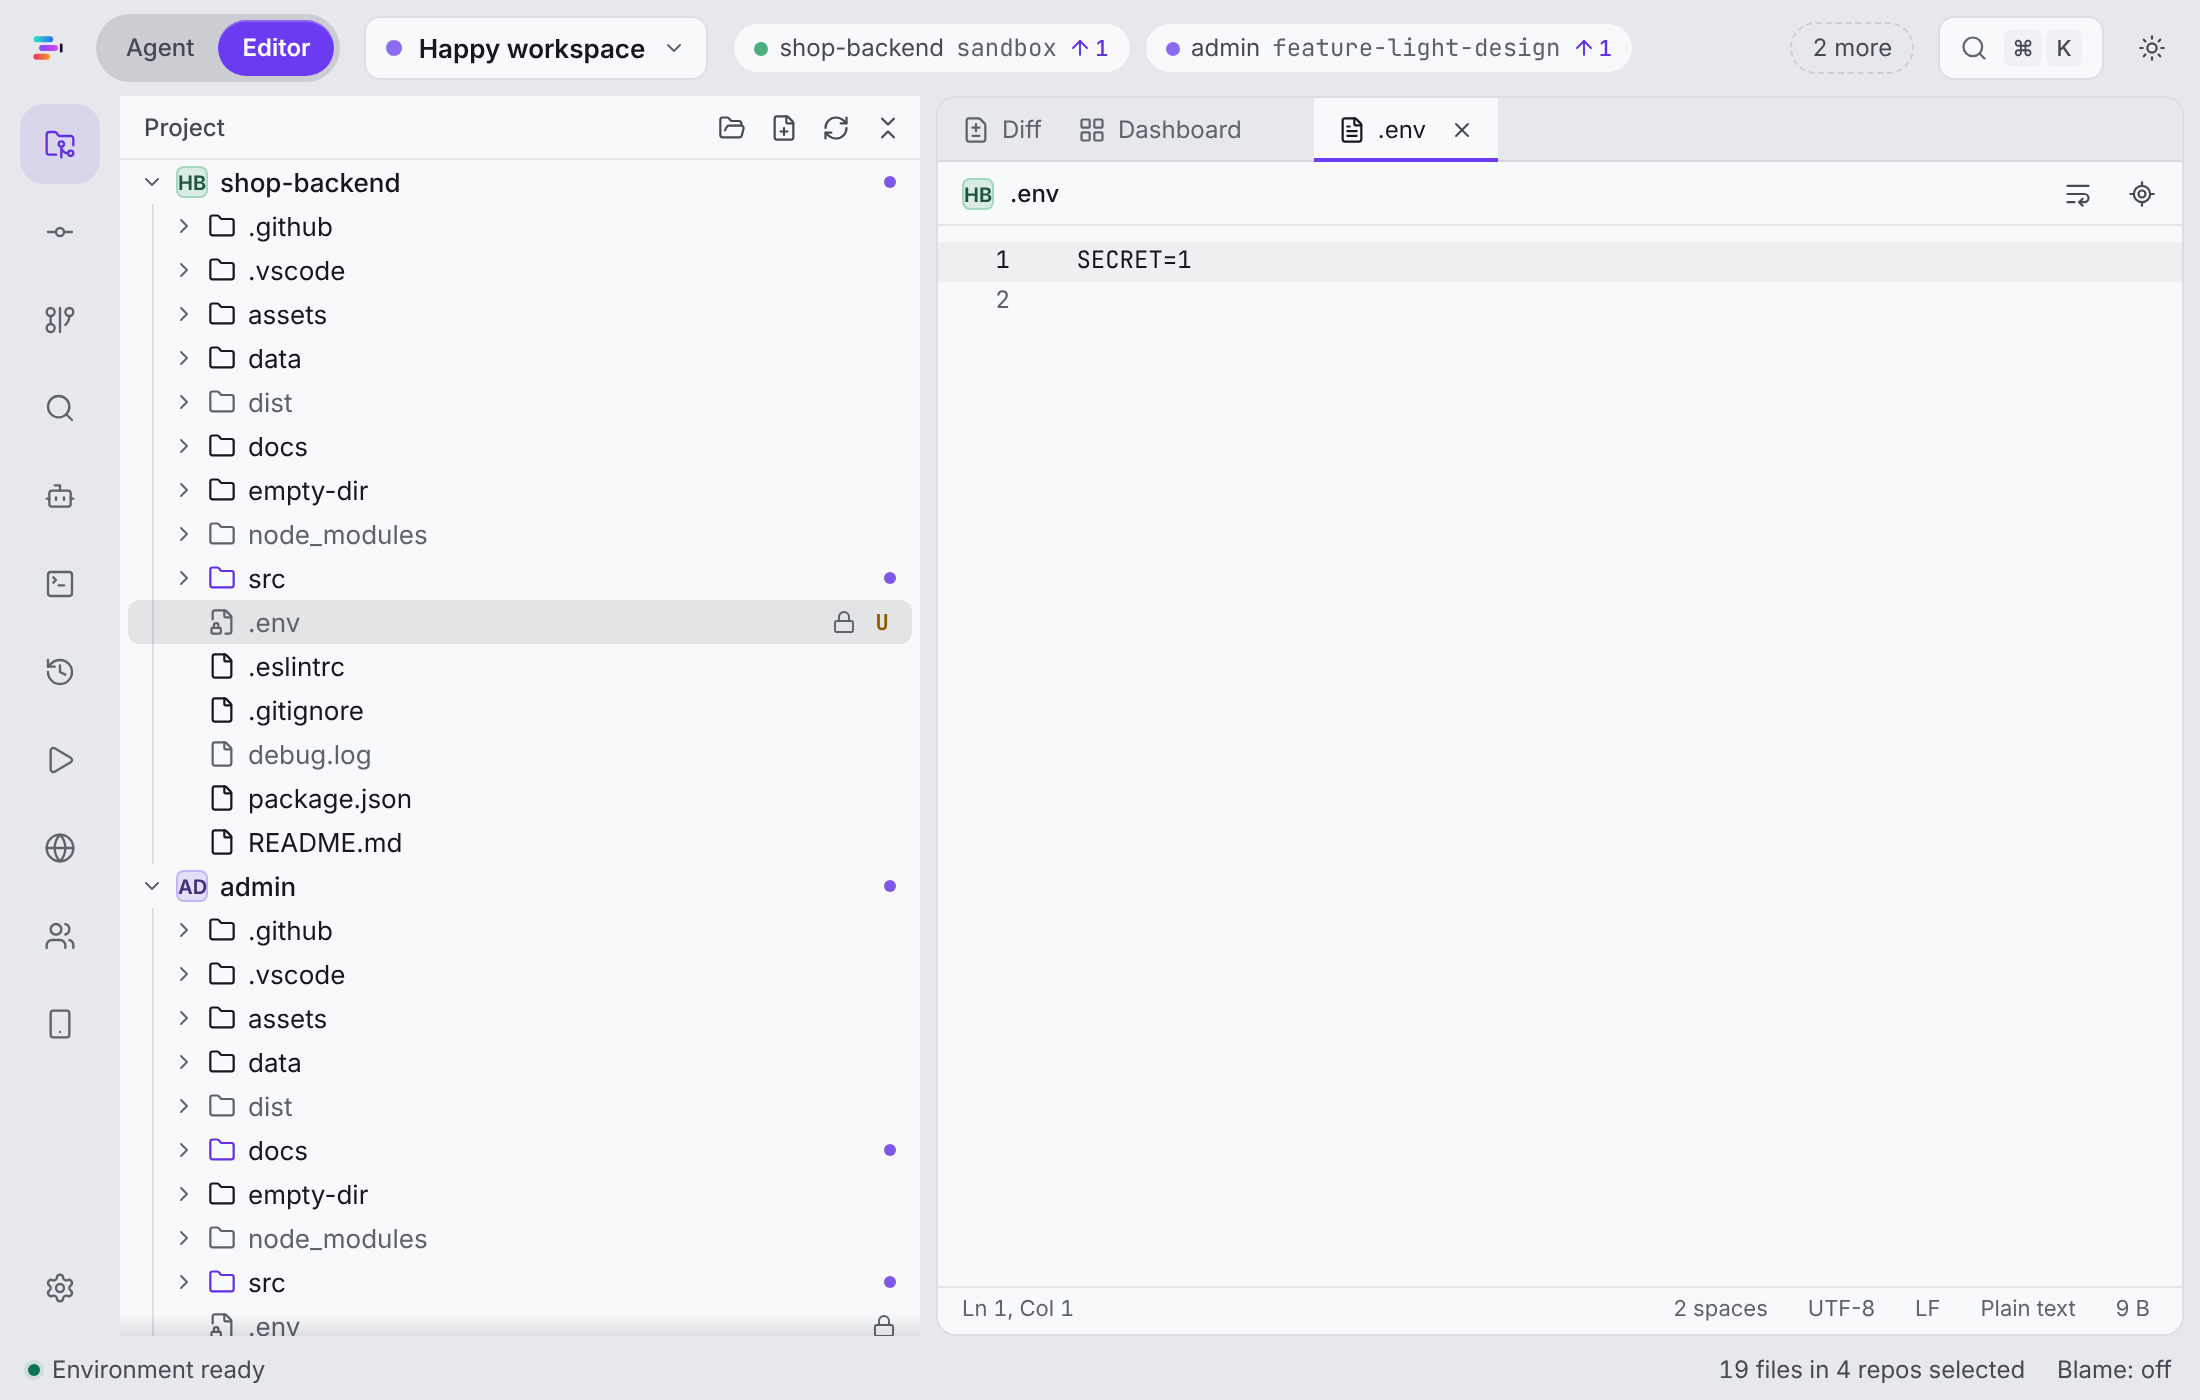 Agent Editor Happy workspace shop-backend sandbox ↑1 admin feature-light-design ↑1 2 more ⌘ K
Project
HB shop-backend
.github
.vscode
assets
data
dist
docs
empty-dir
node_modules
src
.env U
.eslintrc
.gitignore
debug.log
package.json
README.md
AD admin
.github
.vscode
assets
data
dist
docs
empty-dir
node_modules
src
.env
Diff Dashboard .env
HB .env
1 SECRET=1
2
Ln 1, Col 1 2 spaces UTF-8 LF Plain text 9 B
Environment ready 19 files in 4 repos selected Blame: off